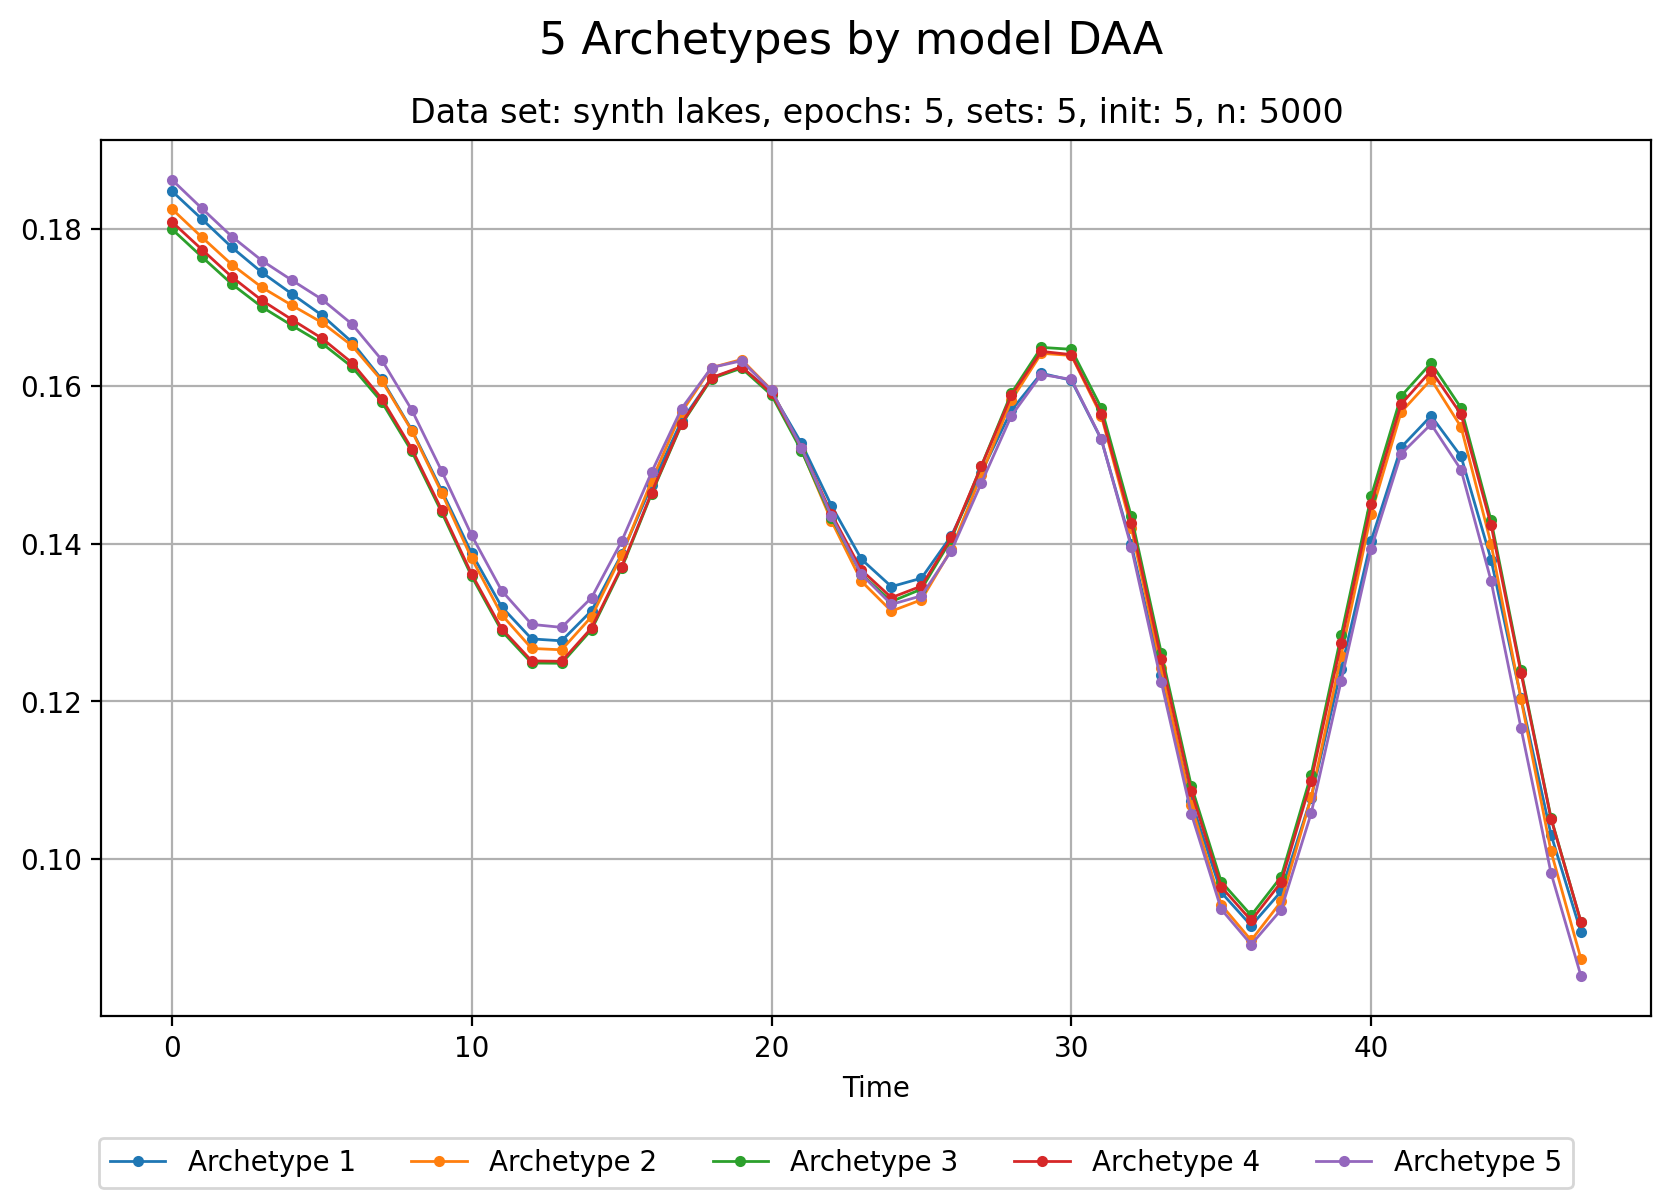 5 Archetypes by model DAA
Data set: synth lakes, epochs: 5, sets: 5, init: 5, n: 5000
0.18
0.16
0.14
0.12
0.10
0 10 20 30 40
Time
Archetype 1 Archetype 2 Archetype 3 Archetype 4 Archetype 5